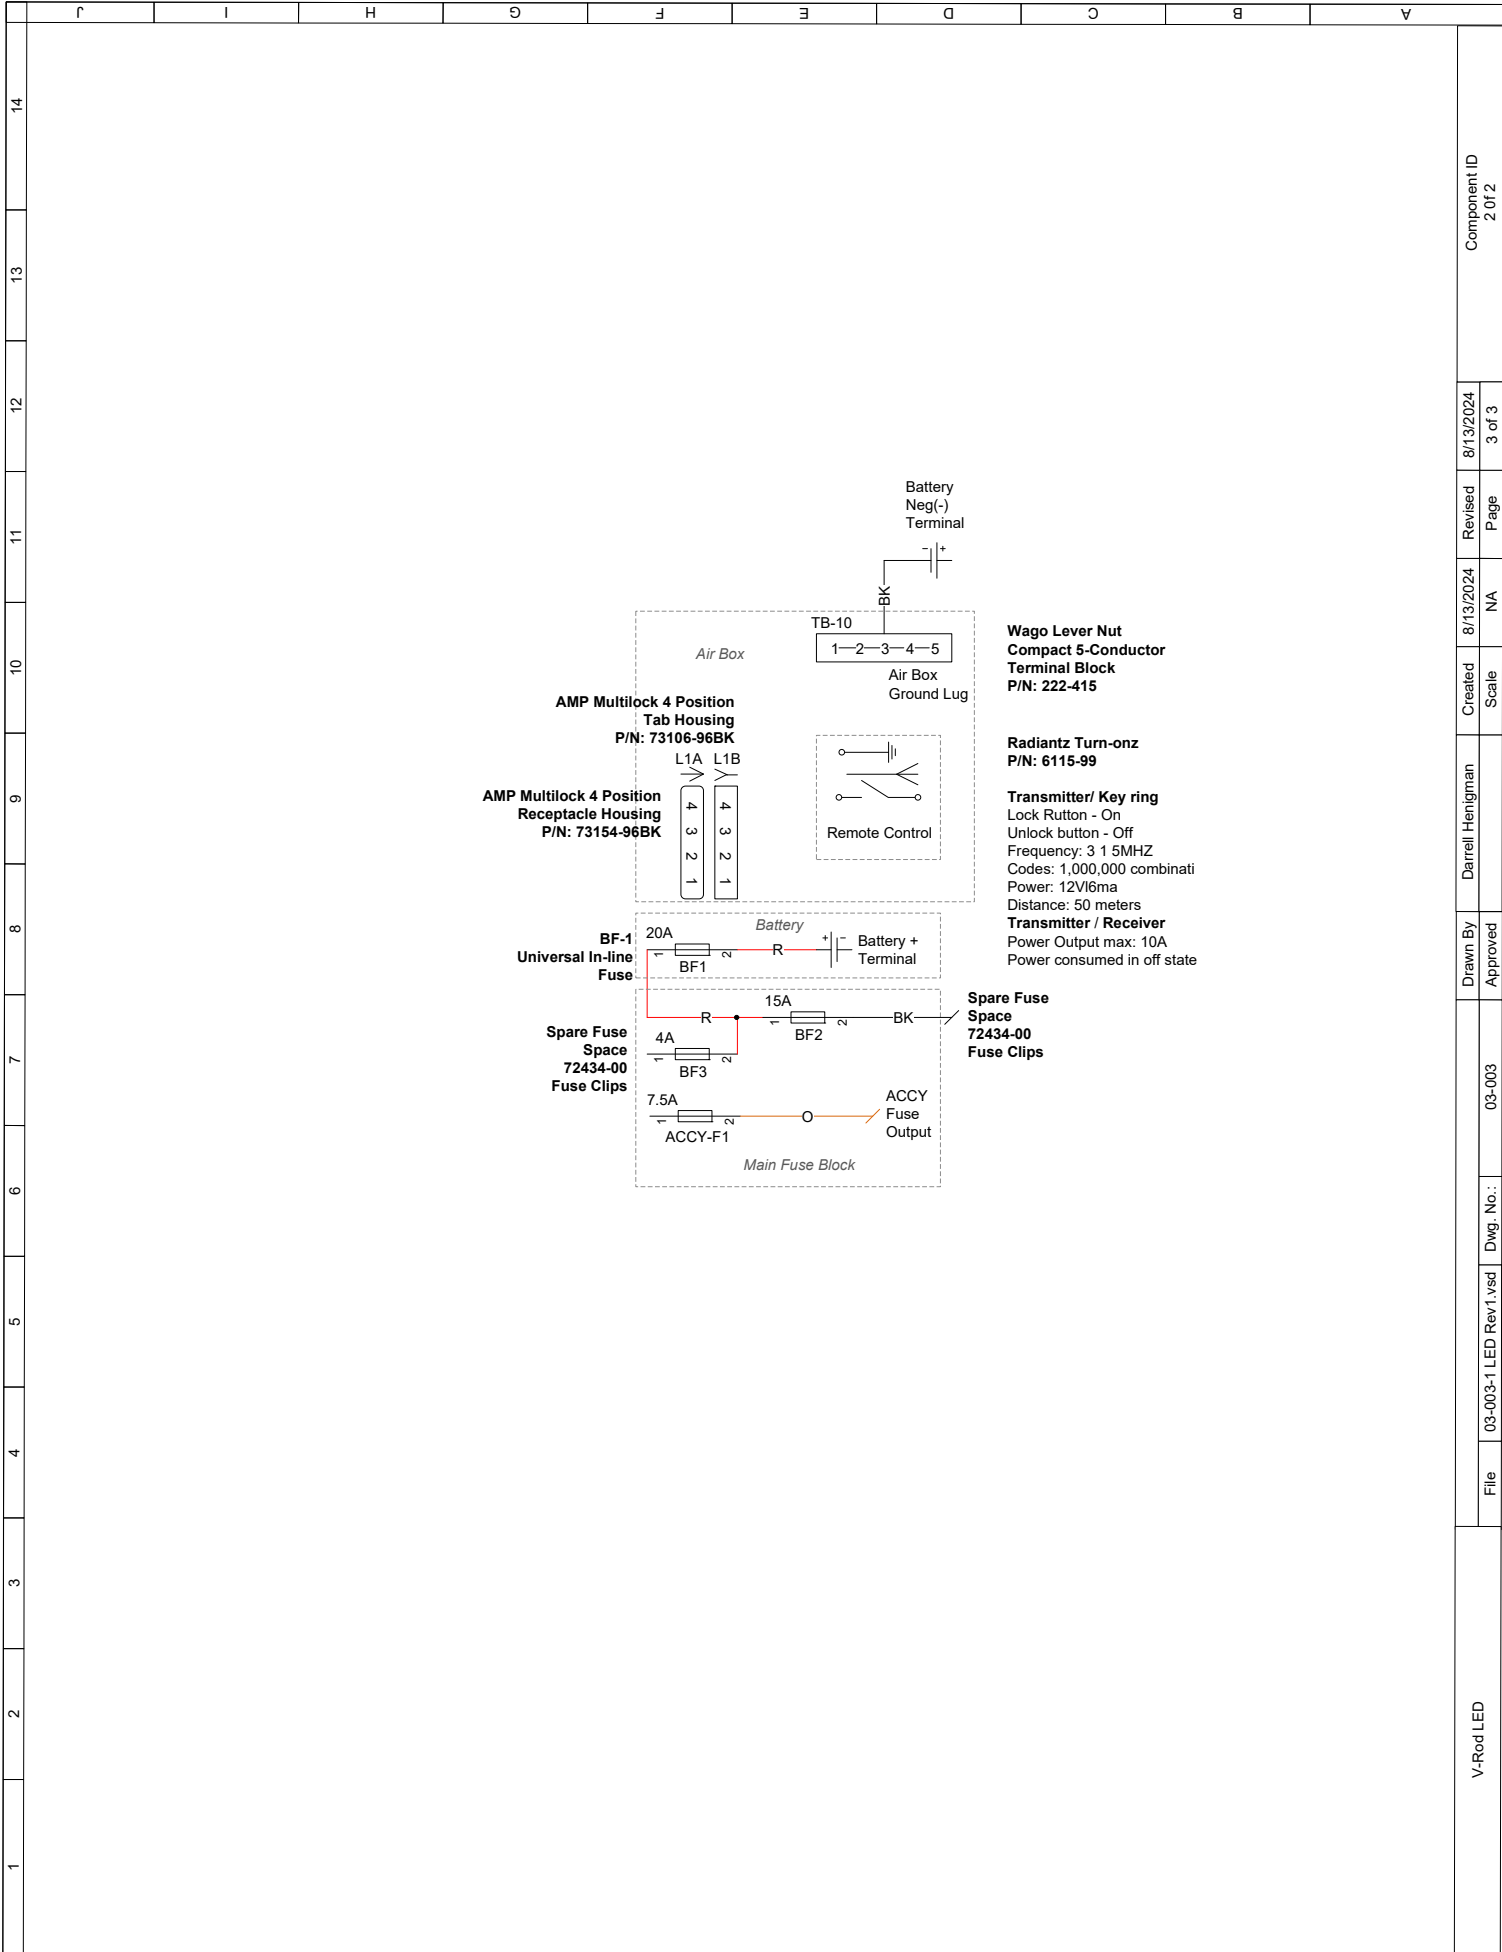 J I H G F E D C B A
14
13
12
11
10
9
8
7
6
5
4
3
2
1
Battery
Neg(-)
Terminal
- +
BK
TB-10
1 2 3 4 5
Air Box
Air Box
Ground Lug
Wago Lever Nut
Compact 5-Conductor
Terminal Block
P/N: 222-415
AMP Multilock 4 Position
Tab Housing
P/N: 73106-96BK
L1A L1B
AMP Multilock 4 Position
Receptacle Housing
P/N: 73154-96BK
4 4
3 3
2 2
1 1
Remote Control
Radiantz Turn-onz
P/N: 6115-99
Transmitter/ Key ring
Lock Rutton - On
Unlock button - Off
Frequency: 3 1 5MHZ
Codes: 1,000,000 combinati
Power: 12Vl6ma
Distance: 50 meters
Transmitter / Receiver
Power Output max: 10A
Power consumed in off state
Battery
BF-1
Universal In-line
Fuse
20A
1 2
BF1
R
+ -
Battery +
Terminal
R
15A
1 2
BF2
BK
Spare Fuse
Space
72434-00
Fuse Clips
Spare Fuse
Space
72434-00
Fuse Clips
4A
1 2
BF3
7.5A
1 2
ACCY-F1
O
ACCY
Fuse
Output
Main Fuse Block
V-Rod LED
File
03-003-1 LED Rev1.vsd
Dwg. No.:
03-003
Drawn By
Darrell Henigman
Created
8/13/2024
Revised
8/13/2024
Approved
Scale
NA
Page
3 of 3
Component ID
2 0f 2